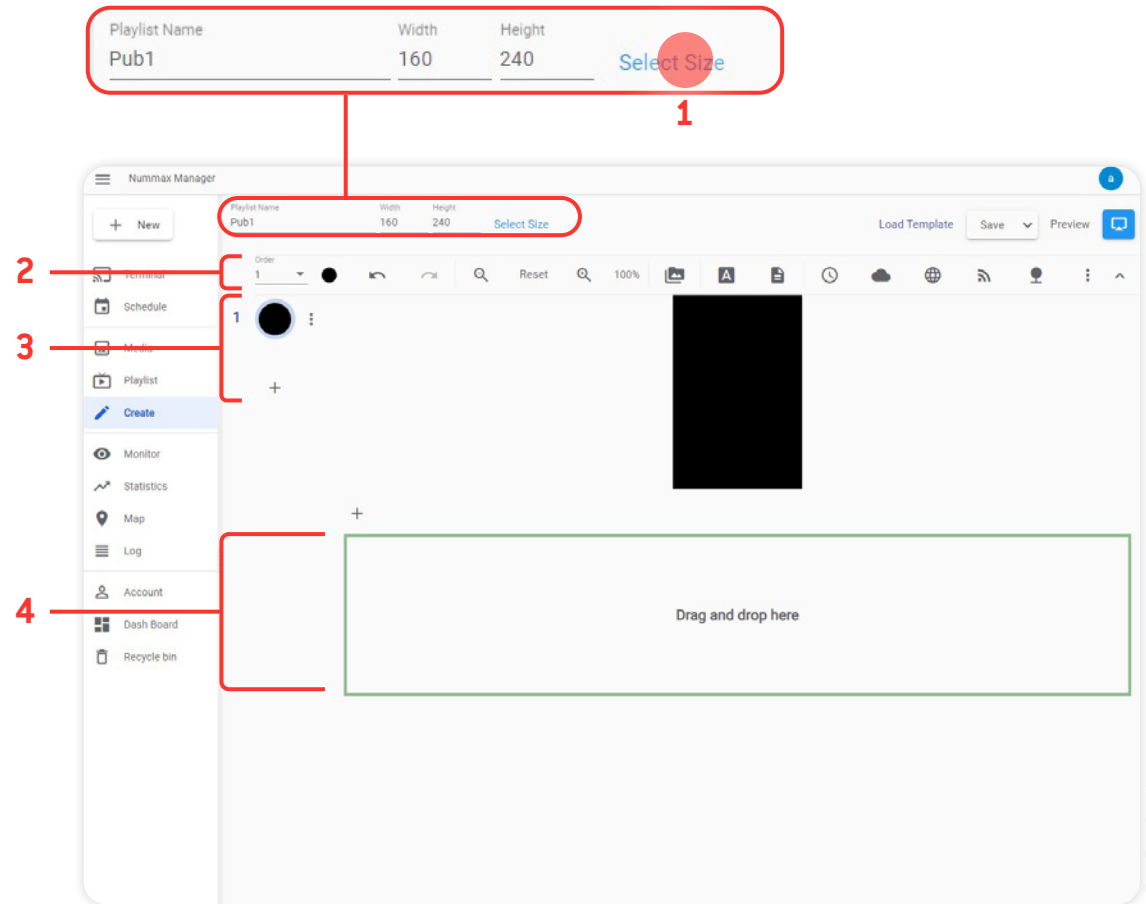 Playlist Name Width Height
Pub1 160 240 Select Size
1
Nummax Manager a
+ New
Playlist Name Width Height
Pub1 160 240 Select Size Load Template Save Preview
2
Terminal
Order
1 Reset 100% A
Schedule
1
3
Media
Playlist
Create
Monitor
Statistics
Map
Log
4
Account
Dash Board
Recycle bin
Drag and drop here